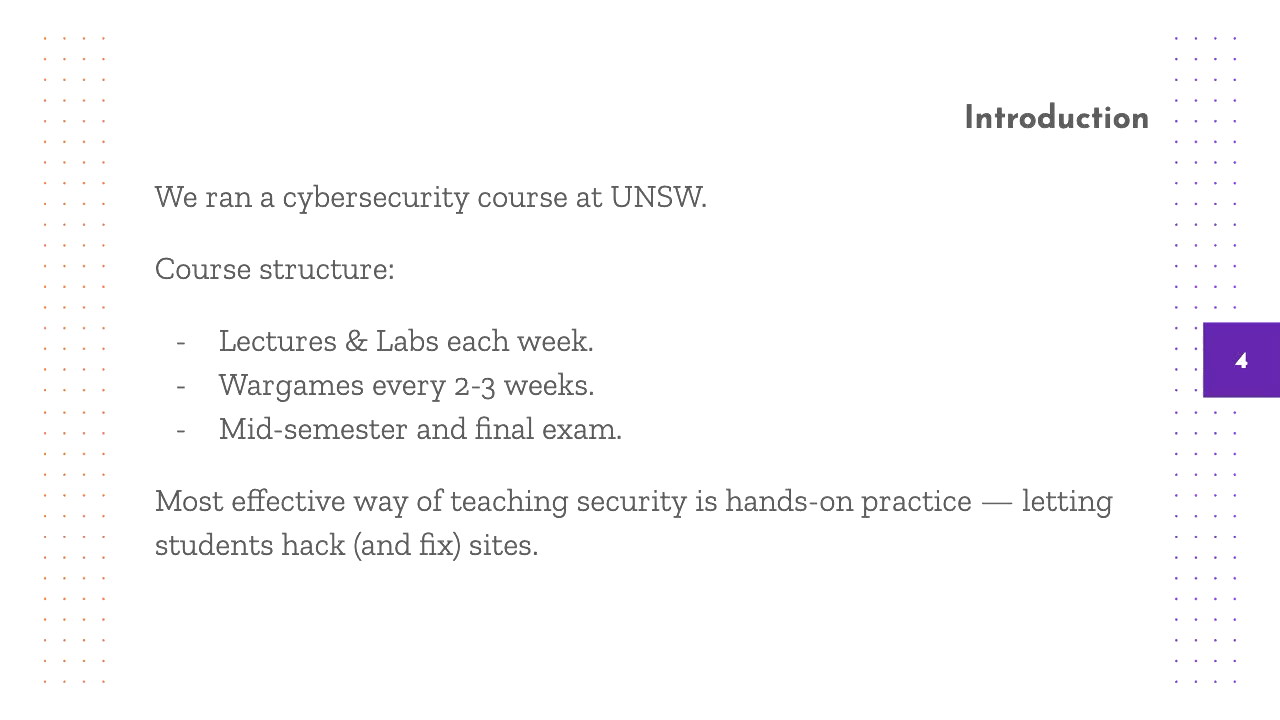 Introduction
We ran a cybersecurity course at UNSW.
Course structure:
- Lectures & Labs each week.
- Wargames every 2-3 weeks.
- Mid-semester and final exam.
Most effective way of teaching security is hands-on practice — letting
students hack (and fix) sites.
4